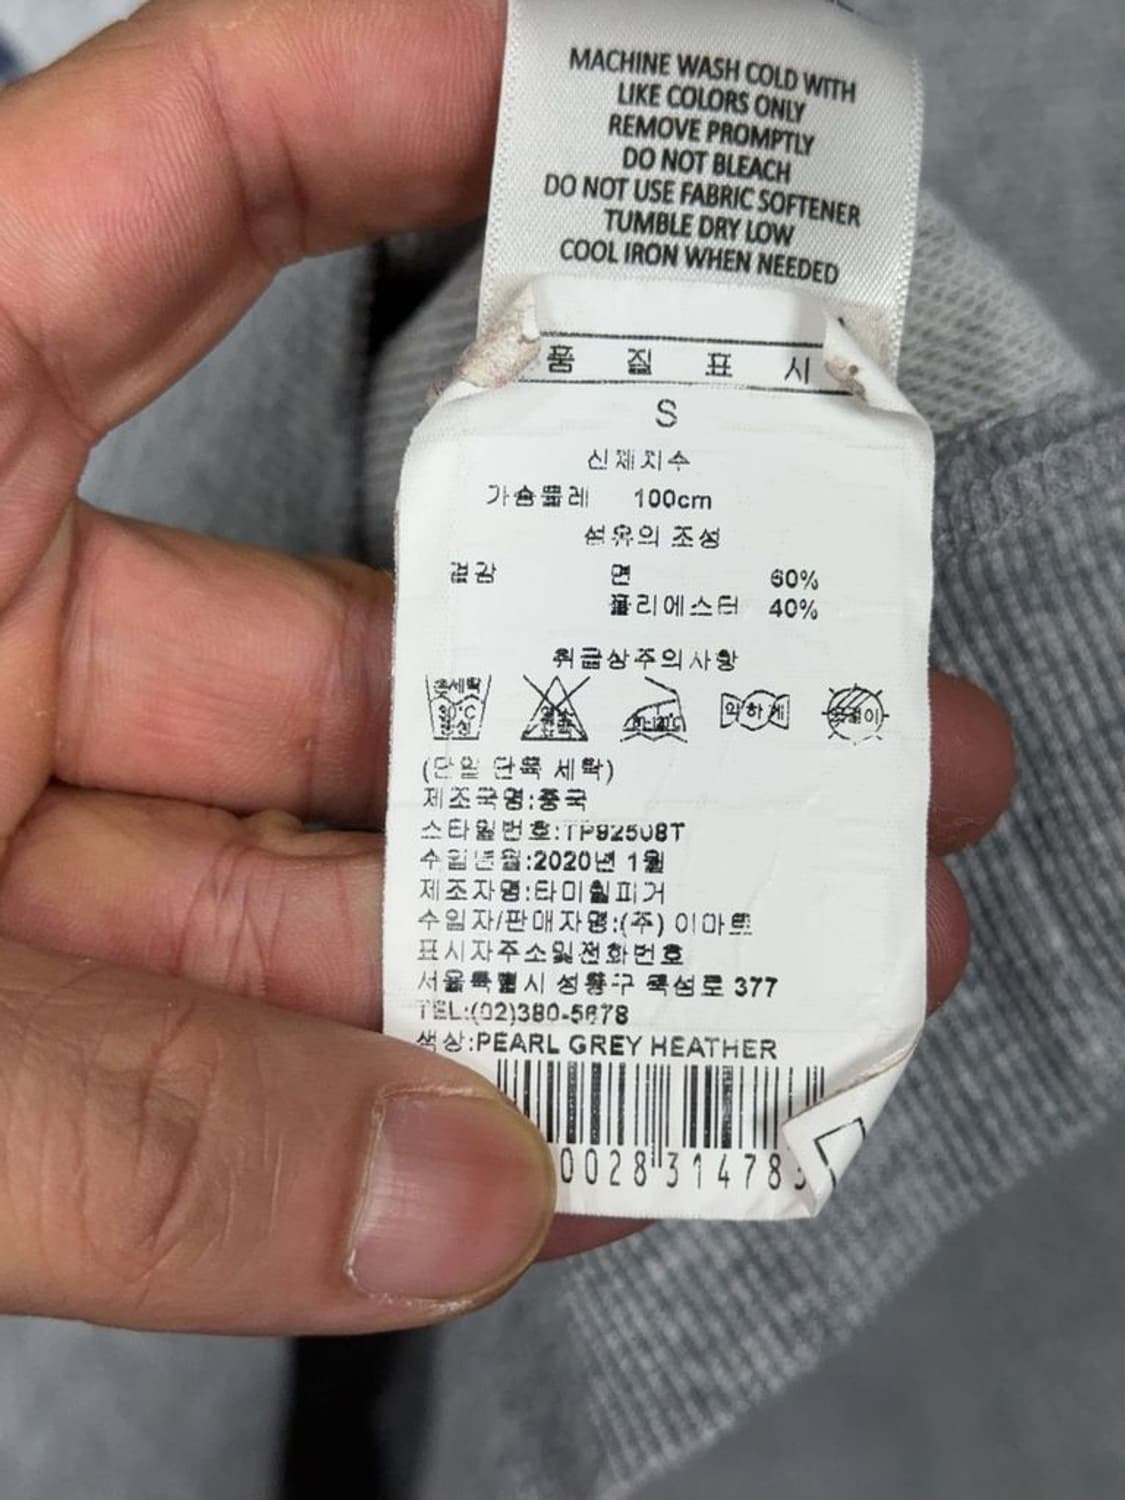 MACHINE WASH COLD WITH
LIKE COLORS ONLY
REMOVE PROMPTLY
DO NOT BLEACH
DO NOT USE FABRIC SOFTENER
TUMBLE DRY LOW
COOL IRON WHEN NEEDED
품 질 표 시
S
신체치수
가슴둘레 100cm
섬유의 조성
겉감 면 60%
폴리에스터 40%
취급상주의사항
약하게
(단일 단독 세탁)
제조국명:중국
스타일번호:TP92508T
수입년월:2020년 1월
제조자명:타미힐피거
수입자/판매자명:(주) 이마트
표시자주소및전화번호
서울특별시 성동구 뚝섬로 377
TEL:(02)380-5678
색상:PEARL GREY HEATHER
0028 31478